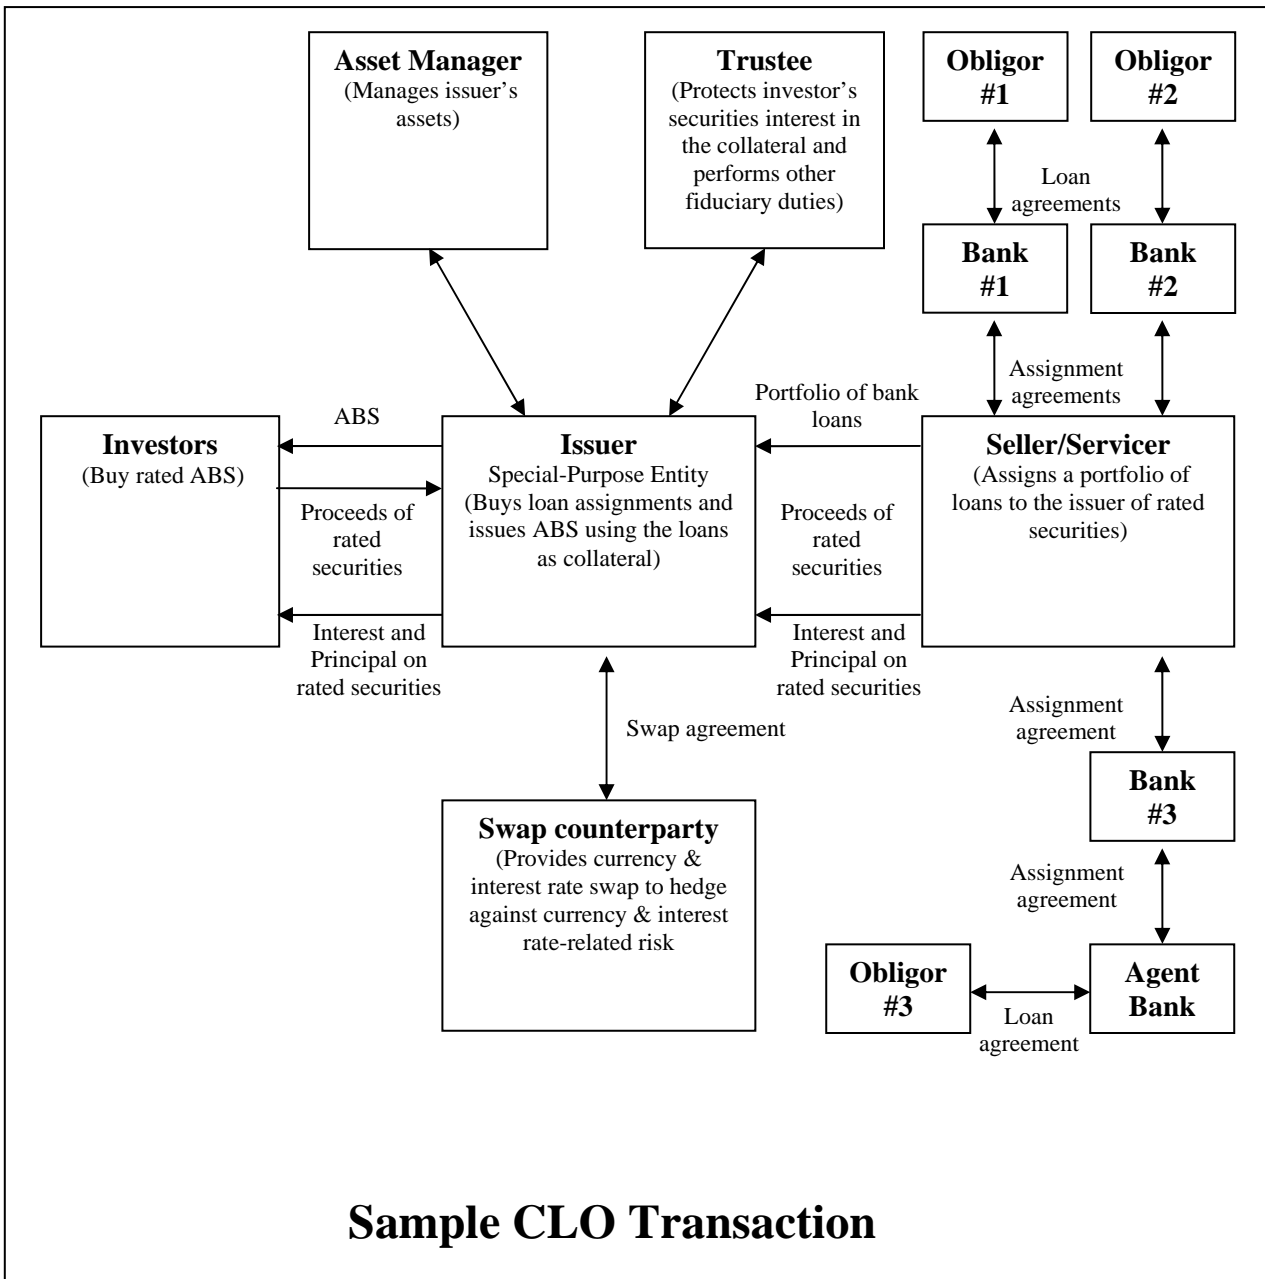 Asset Manager
(Manages issuer's
assets)
Trustee
(Protects investor's
securities interest in
the collateral and
performs other
fiduciary duties)
Obligor
#1
Obligor
#2
Loan
agreements
Bank
#1
Bank
#2
Assignment
agreements
Investors
(Buy rated ABS)
ABS
Proceeds of
rated
securities
Interest and
Principal on
rated securities
Issuer
Special-Purpose Entity
(Buys loan assignments and
issues ABS using the loans
as collateral)
Portfolio of bank
loans
Proceeds of
rated
securities
Interest and
Principal on
rated securities
Seller/Servicer
(Assigns a portfolio of
loans to the issuer of rated
securities)
Swap agreement
Assignment
agreement
Swap counterparty
(Provides currency &
interest rate swap to hedge
against currency & interest
rate-related risk
Bank
#3
Assignment
agreement
Obligor
#3
Loan
agreement
Agent
Bank
Sample CLO Transaction